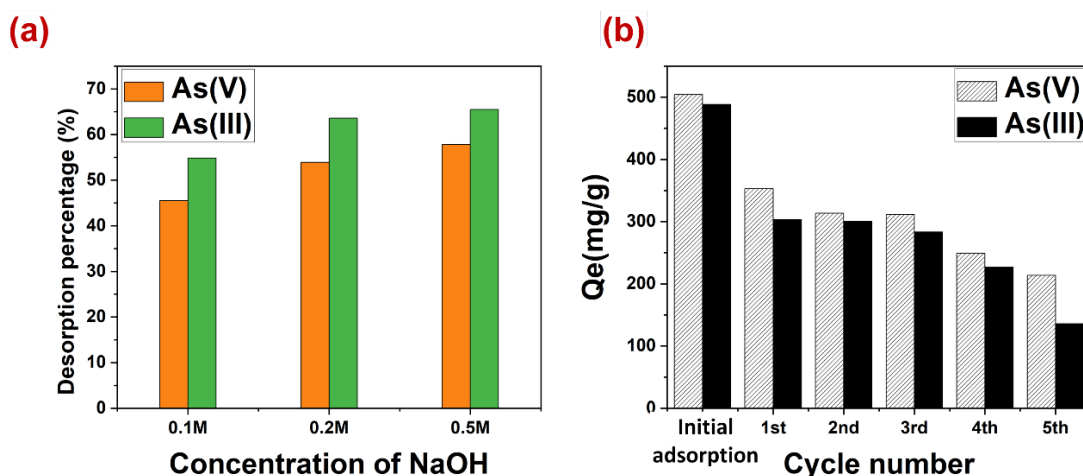 (a)
Desorption percentage (%)
70
60
50
40
30
20
10
0
As(V)
As(III)
0.1M
0.2M
0.5M
Concentration of NaOH
(b)
Qe(mg/g)
500
400
300
200
100
0
As(V)
As(III)
Initial
adsorption
1st
2nd
3rd
4th
5th
Cycle number